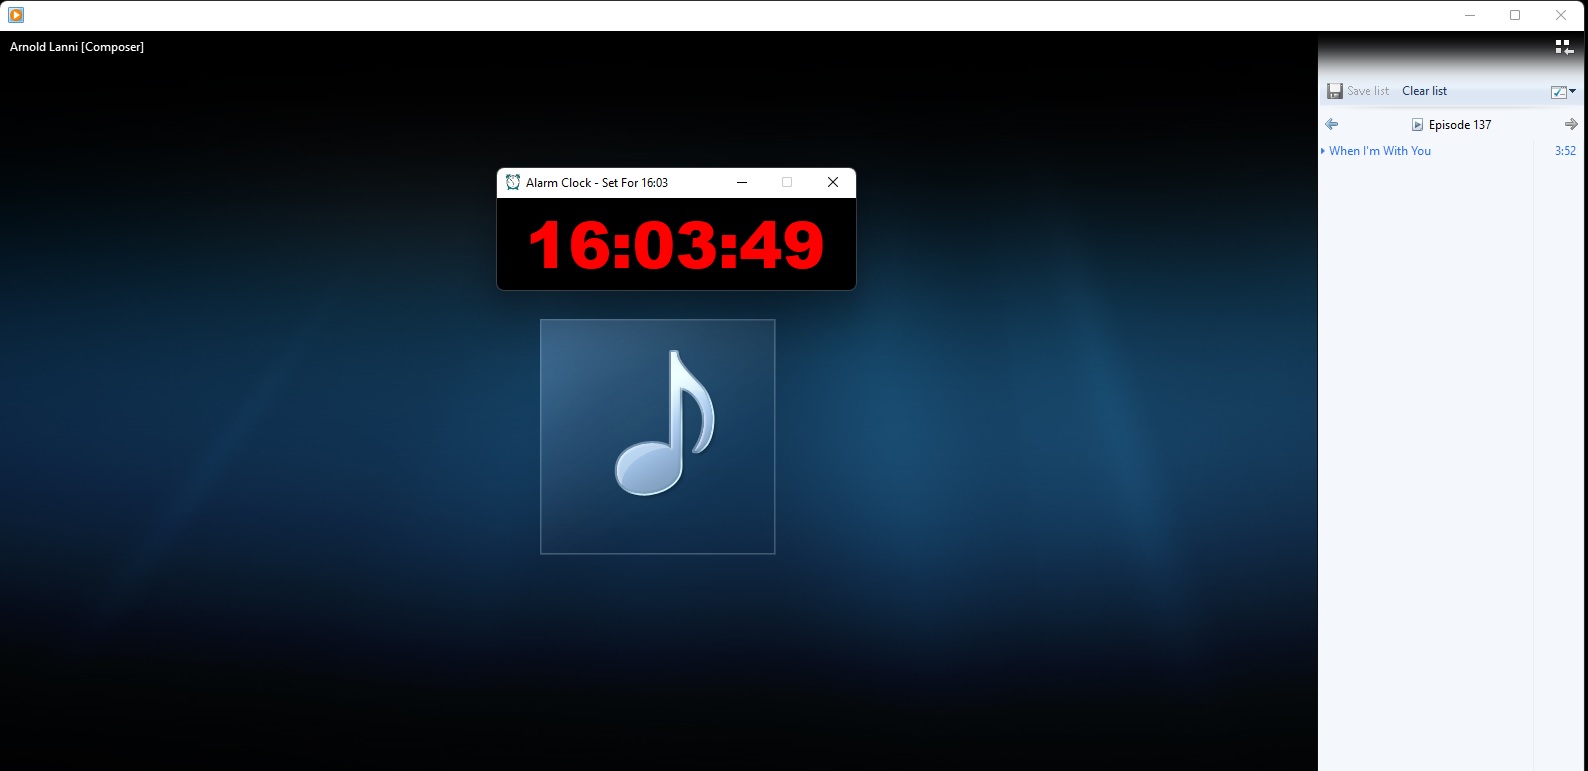 Arnold Lanni [Composer]
Save list Clear list
Episode 137
When I'm With You 3:52
Alarm Clock - Set For 16:03
16:03:49